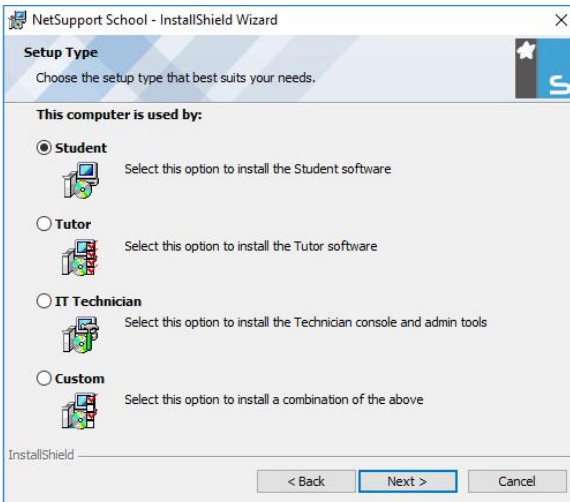 NetSupport School - InstallShield Wizard
Setup Type
Choose the setup type that best suits your needs.
S
This computer is used by:
Student
Select this option to install the Student software
Tutor
Select this option to install the Tutor software
IT Technician
Select this option to install the Technician console and admin tools
Custom
Select this option to install a combination of the above
InstallShield
< Back
Next >
Cancel